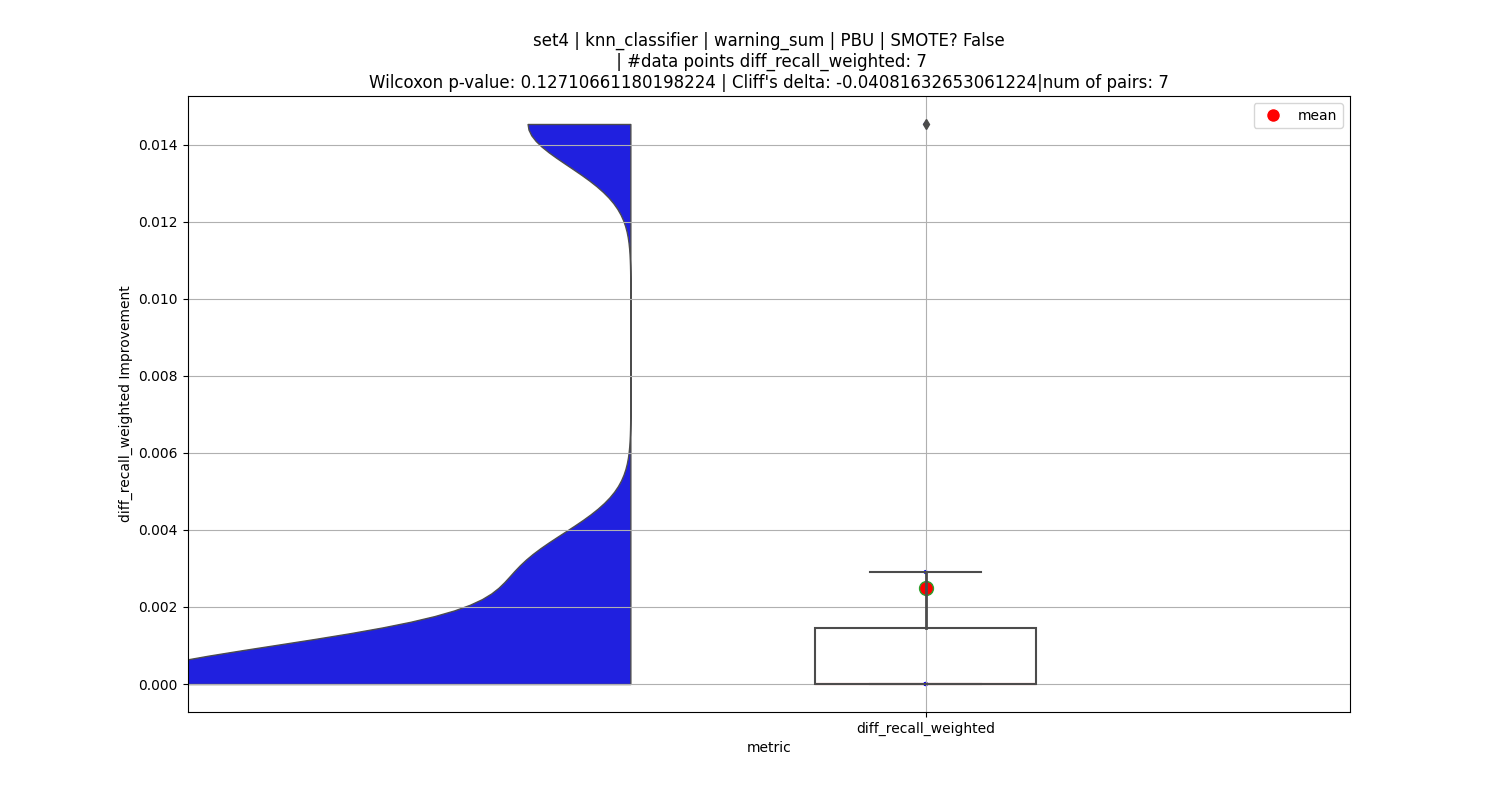 set4 | knn_classifier | warning_sum | PBU | SMOTE? False
| #data points diff_recall_weighted: 7
Wilcoxon p-value: 0.12710661180198224 | Cliff's delta: -0.04081632653061224|num of pairs: 7
mean
0.014
0.012
0.010
0.008
0.006
0.004
0.002
0.000
diff_recall_weighted Improvement
diff_recall_weighted
metric